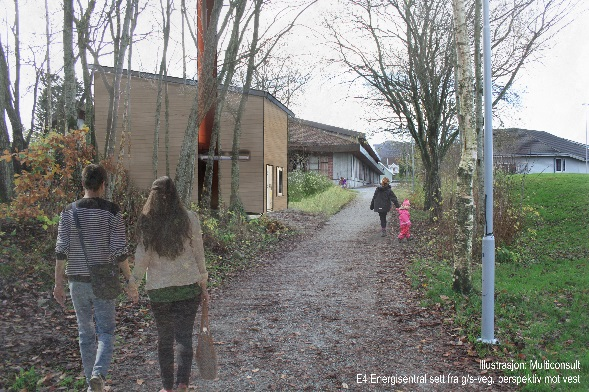 Illustrasjon: Multiconsult
E4 Energisentral sett fra g/s-veg, perspektiv mot vest